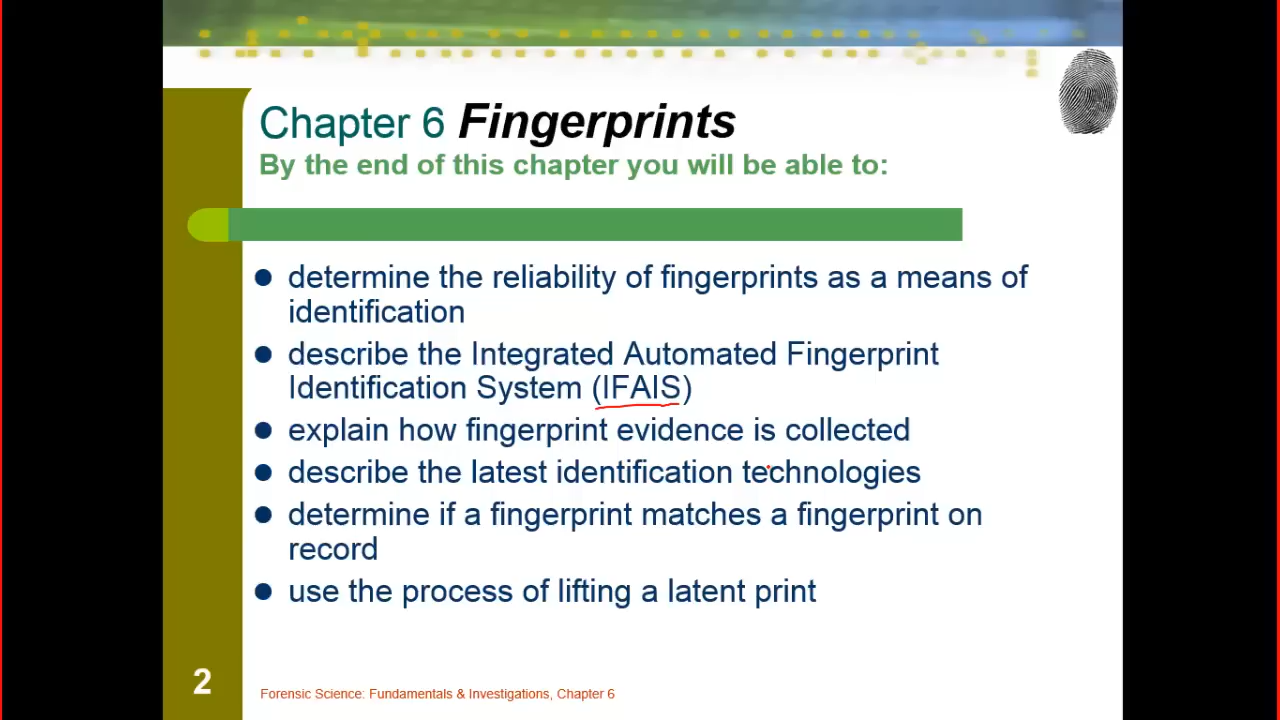 Chapter 6 Fingerprints
By the end of this chapter you will be able to:
determine the reliability of fingerprints as a means of
identification
describe the Integrated Automated Fingerprint
Identification System (IFAIS)
explain how fingerprint evidence is collected
describe the latest identification technologies
determine if a fingerprint matches a fingerprint on
record
use the process of lifting a latent print
2
Forensic Science: Fundamentals & Investigations, Chapter 6